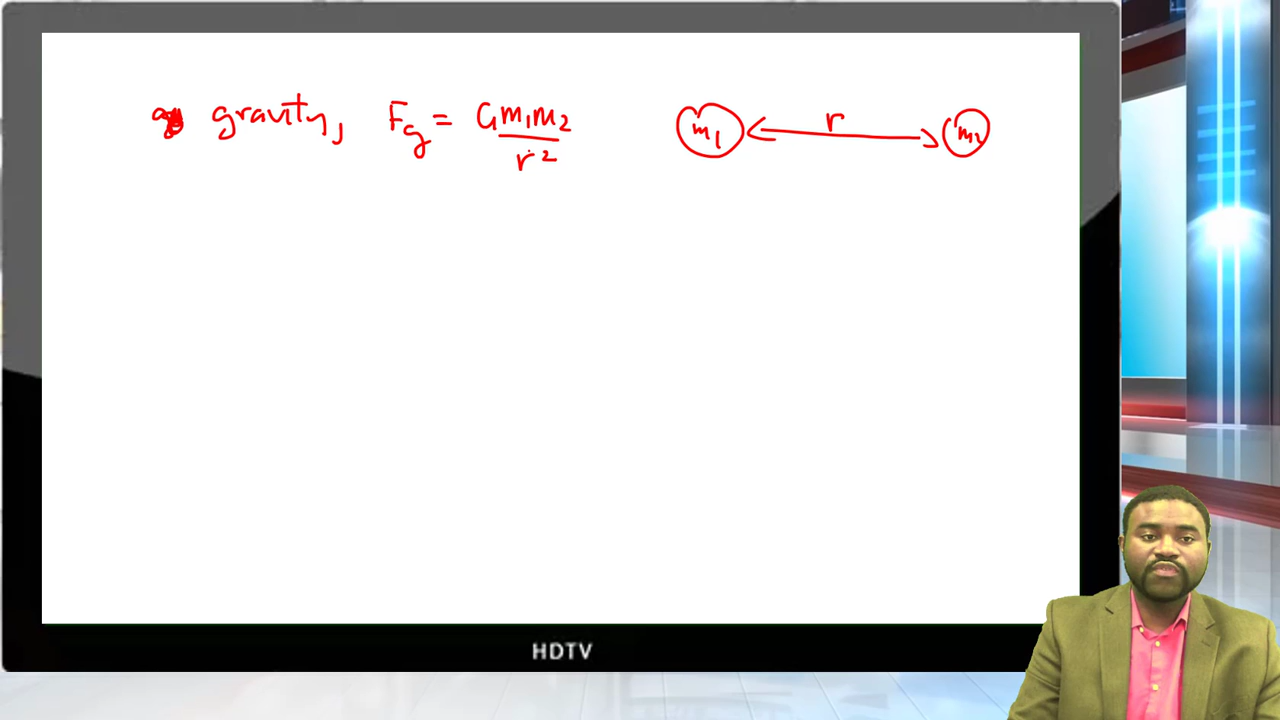 gravity, Fg = Gm1m2/r²
m1 r m2
HDTV